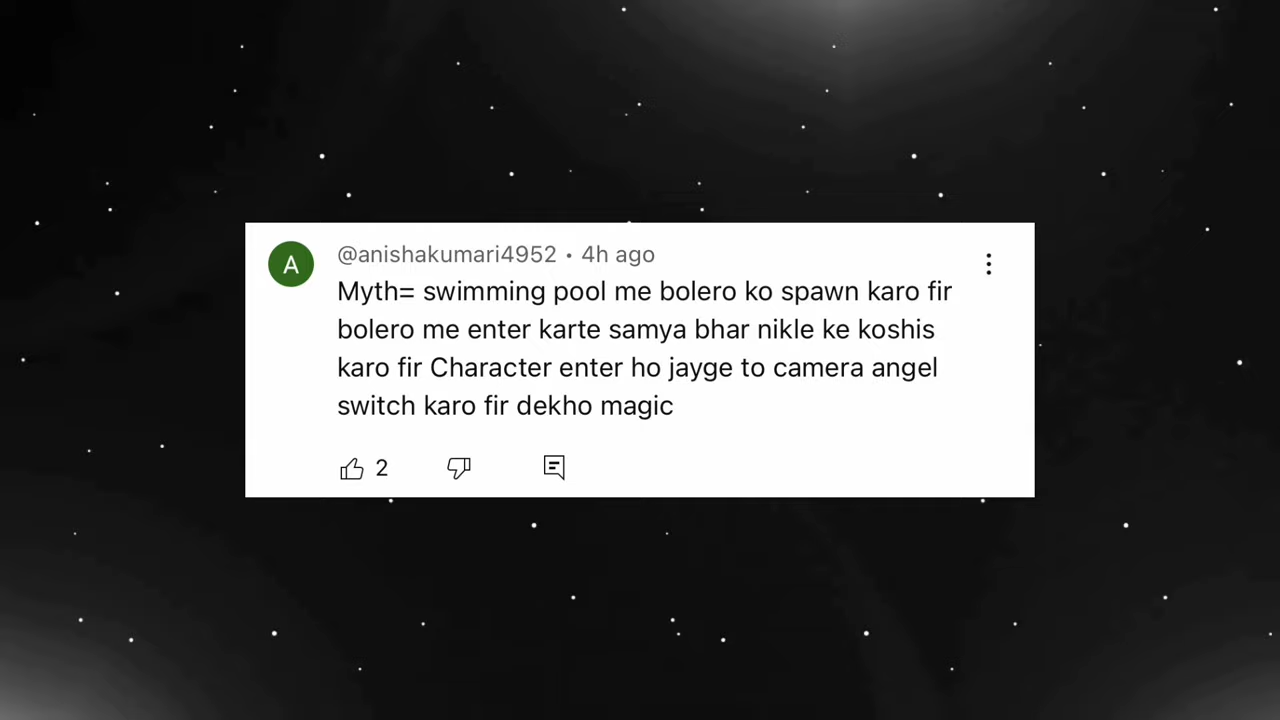 A
@anishakumari4952 • 4h ago
Myth= swimming pool me bolero ko spawn karo fir
bolero me enter karte samya bhar nikle ke koshis
karo fir Character enter ho jayge to camera angel
switch karo fir dekho magic
2